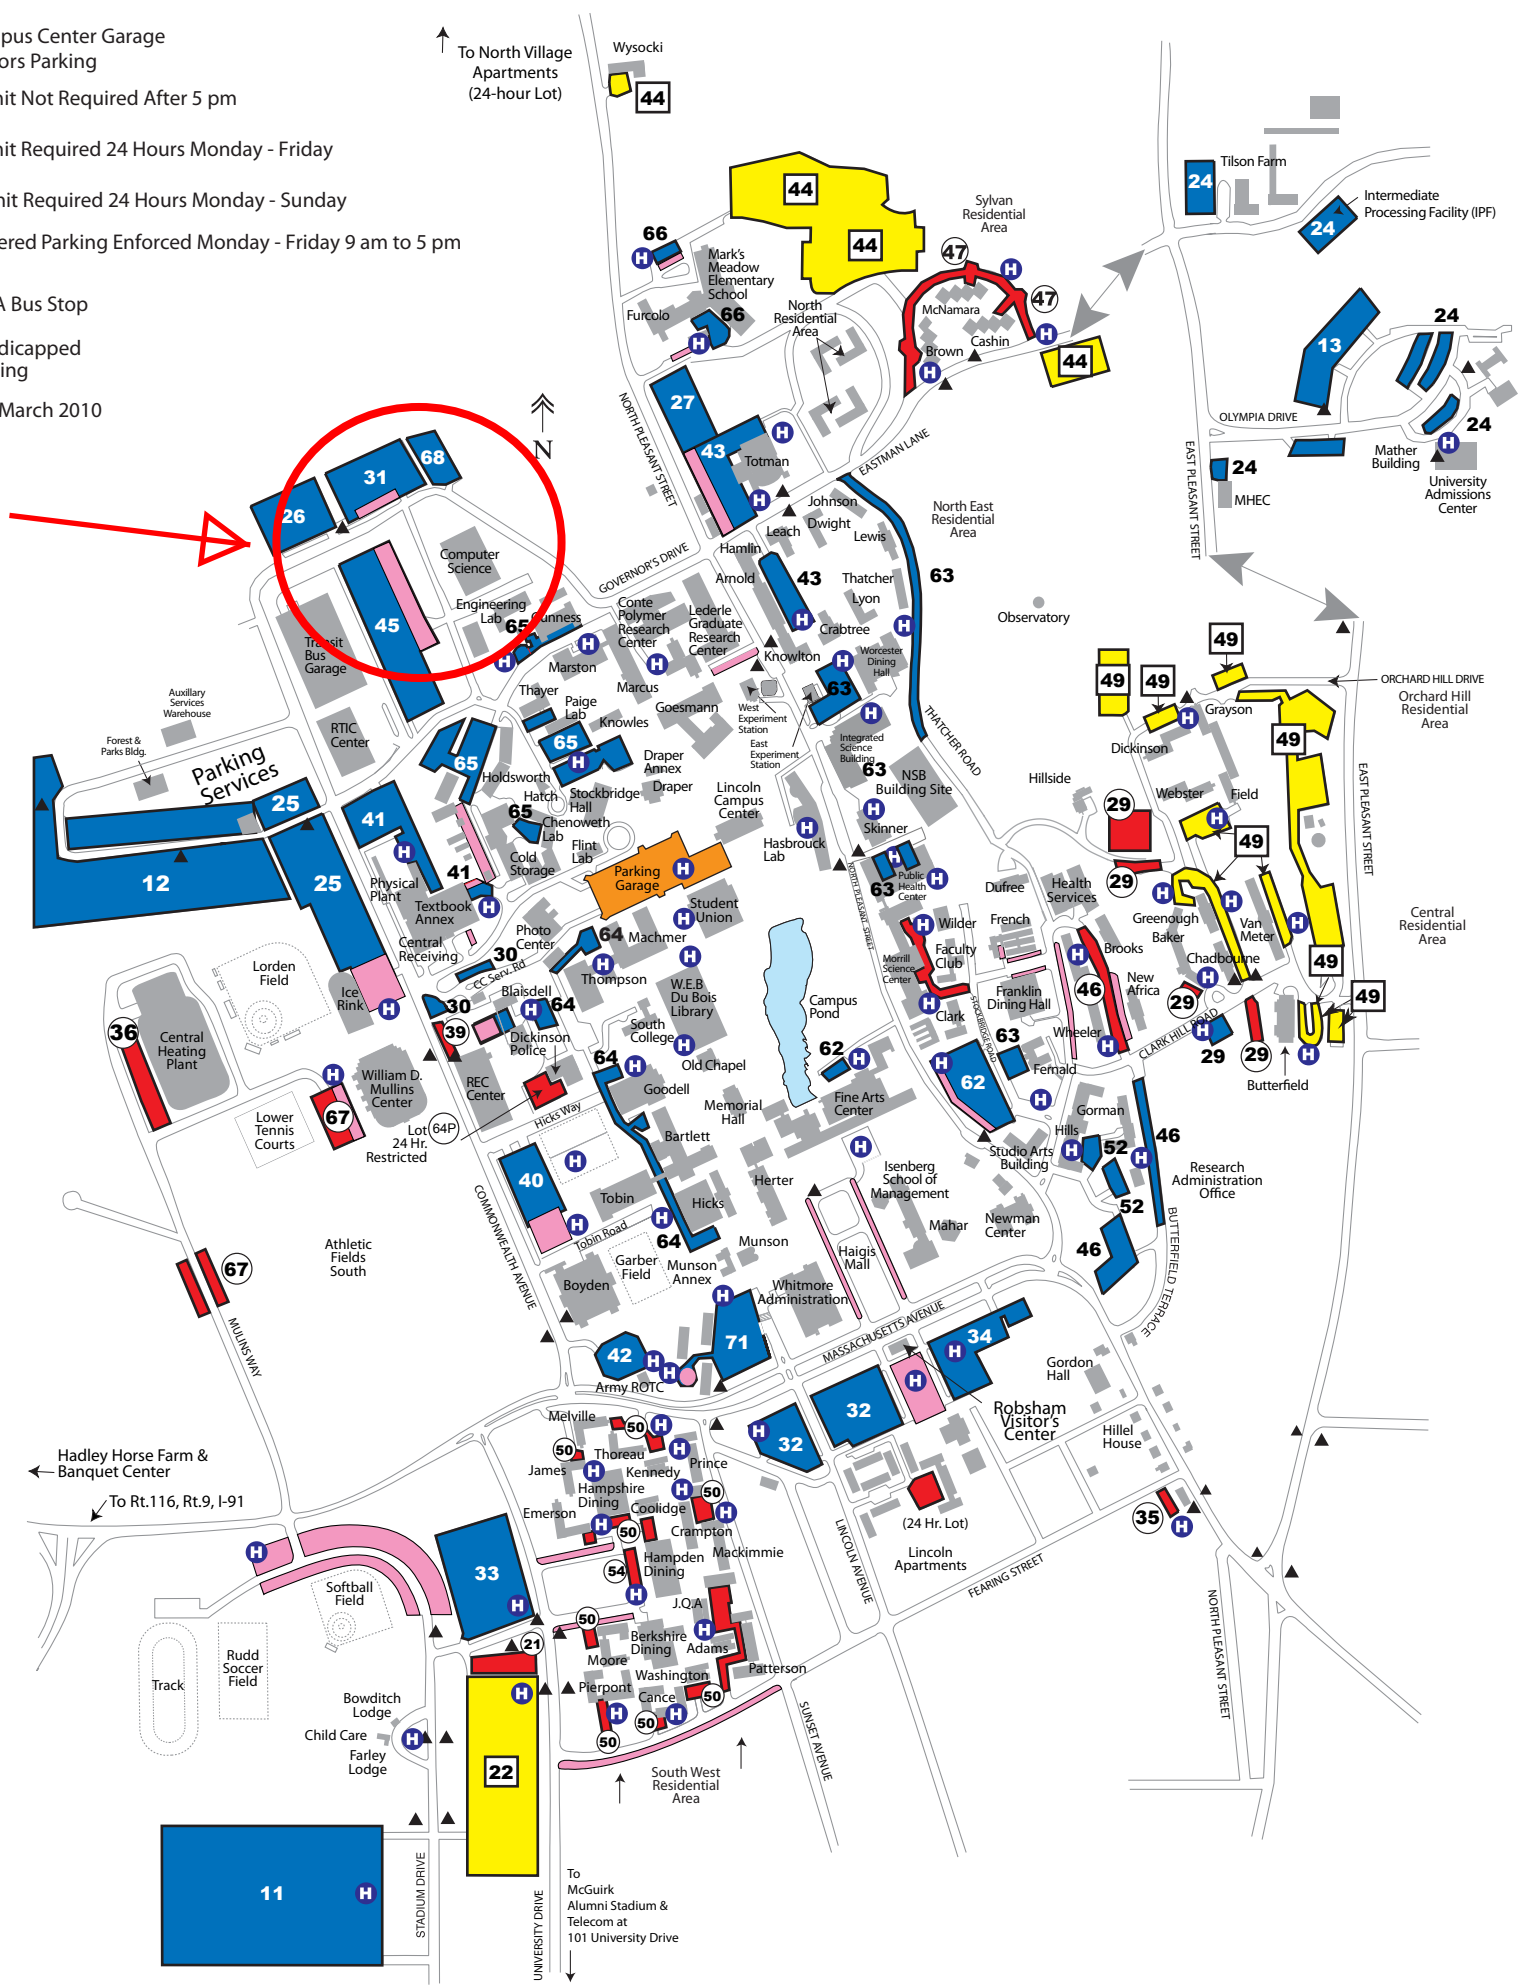 pus Center Garage
ors Parking
nit Not Required After 5 pm
nit Required 24 Hours Monday - Friday
nit Required 24 Hours Monday - Sunday
ered Parking Enforced Monday - Friday 9 am to 5 pm
A Bus Stop
dicapped
ing
March 2010
To North Village
Apartments
(24-hour Lot)
Wysocki
44
44
44
Sylvan
Residential
Area
47
47
Tilson Farm
24
Intermediate
Processing Facility (IPF)
24
66
Mark's
Meadow
Elementary
School
Furcolo
66
North
Residential
Area
McNamara
Cashin
Brown
44
13
24
24
OLYMPIA DRIVE
Mather
Building
University
Admissions
Center
24
MHEC
EAST PLEASANT STREET
27
43
Totman
NORTH PLEASANT STREET
EASTMAN LANE
N
68
31
26
45
Computer
Science
Engineering
Lab
65
Gunness
GOVERNOR'S DRIVE
Johnson
Dwight
Leach
Lewis
Hamlin
Arnold
43
Thatcher
Lyon
Crabtree
63
North East
Residential
Area
Observatory
Transit
Bus
Garage
Conte
Polymer
Research
Center
Lederle
Graduate
Research
Center
Knowlton
Worcester
Dining
Hall
63
Marston
Marcus
Goesmann
West
Experiment
Station
East
Experiment
Station
Integrated
Science
Building
63
THATCHER ROAD
NSB
Building Site
Auxillary
Services
Warehouse
Forest &
Parks Bldg.
RTIC
Center
Thayer
Paige
Lab
Knowles
65
65
Holdsworth
Draper
Annex
Draper
Hatch
Stockbridge
Hall
65
Chenoweth
Lab
Flint
Lab
Cold
Storage
Lincoln
Campus
Center
Hasbrouck
Lab
Skinner
63
Public
Health
Center
NORTH PLEASANT STREET
Parking
Services
25
12
25
41
41
Physical
Plant
Textbook
Annex
Central
Receiving
Parking
Garage
Student
Union
Hillside
29
29
Dufree
Health
Services
49
49
49
Grayson
Dickinson
49
ORCHARD HILL DRIVE
Orchard Hill
Residential
Area
Webster
Field
49
EAST PLEASANT STREET
Greenough
Baker
Van
Meter
Chadbourne
49
49
Central
Residential
Area
Photo
Center
64
Machmer
30
CC Serv. Rd
30
Thompson
Blaisdell
64
39
Dickinson
Police
W.E.B
Du Bois
Library
South
College
Old Chapel
Campus
Pond
Wilder
Faculty
Club
French
Morrill
Science
Center
Franklin
Dining Hall
Clark
STOCKBRIDGE ROAD
Brooks
New
Africa
46
Wheeler
29
CLARK HILL ROAD
29
29
Butterfield
Lorden
Field
Ice
Rink
36
Central
Heating
Plant
Lower
Tennis
Courts
67
William D.
Mullins
Center
REC
Center
Hicks Way
Lot
24 Hr.
Restricted
64P
64
Goodell
Memorial
Hall
Bartlett
62
Fine Arts
Center
62
63
Fernald
Gorman
Hills
52
52
46
Studio Arts
Building
Research
Administration
Office
40
Tobin
Tobin Road
Hicks
Herter
64
Munson
Munson
Annex
Garber
Field
Boyden
Isenberg
School of
Management
Mahar
Newman
Center
Haigis
Mall
46
BUTTERFIELD TERRACE
COMMONWEALTH AVENUE
Athletic
Fields
South
67
MULINS WAY
Whitmore
Administration
71
42
Army ROTC
MASSACHUSETTS AVENUE
34
32
32
Robsham
Visitor's
Center
Gordon
Hall
Hillel
House
35
Hadley Horse Farm &
Banquet Center
To Rt.116, Rt.9, I-91
Melville
50
50
James
Thoreau
Kennedy
Prince
Hampshire
Dining
50
Emerson
Coolidge
50
Crampton
Mackimmie
54
Hampden
Dining
J.Q.A
50
Berkshire
Dining
Adams
Moore
Washington
Patterson
Pierpont
Cance
50
50
50
South West
Residential
Area
(24 Hr. Lot)
Lincoln
Apartments
LINCOLN AVENUE
FEARING STREET
SUNSET AVENUE
NORTH PLEASANT STREET
33
Softball
Field
21
Track
Rudd
Soccer
Field
Bowditch
Lodge
Child Care
Farley
Lodge
22
11
STADIUM DRIVE
UNIVERSITY DRIVE
To
McGuirk
Alumni Stadium &
Telecom at
101 University Drive